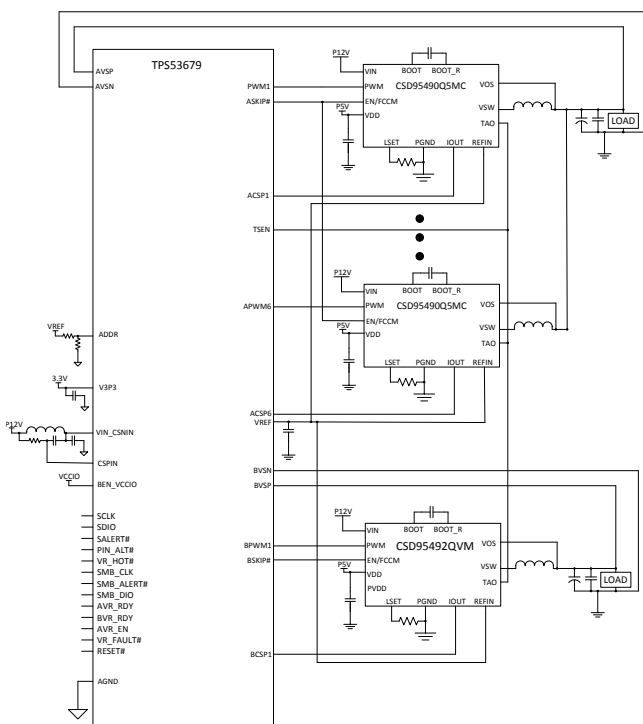 TPS53679
AVSP
AVSN
PWM1
ASKIP#
ACSP1
TSEN
APWM6
ADDR
VREF
3.3V
V3P3
P12V
VIN_CSNIN
CSPIN
VCCIO
BEN_VCCIO
ACSP6
VREF
BVSN
BVSP
SCLK
SDIO
SALERT#
PIN_ALT#
VR_HOT#
SMB_CLK
SMB_ALERT#
SMB_DIO
AVR_RDY
BVR_RDY
AVR_EN
VR_FAULT#
RESET#
AGND
BPWM1
BSKIP#
BCSP1
P12V
BOOT BOOT_R
VIN
CSD95490Q5MC
VOS
PWM
EN/FCCM
P5V
VDD
VSW
TAO
LSET PGND IOUT REFIN
LOAD
P12V
BOOT BOOT_R
VIN
CSD95490Q5MC
VOS
PWM
EN/FCCM
P5V
VDD
VSW
TAO
LSET PGND IOUT REFIN
P12V
BOOT BOOT_R
VIN
CSD95492QVM
VOS
PWM
EN/FCCM
P5V
VDD
PVDD
VSW
TAO
LSET PGND IOUT REFIN
LOAD